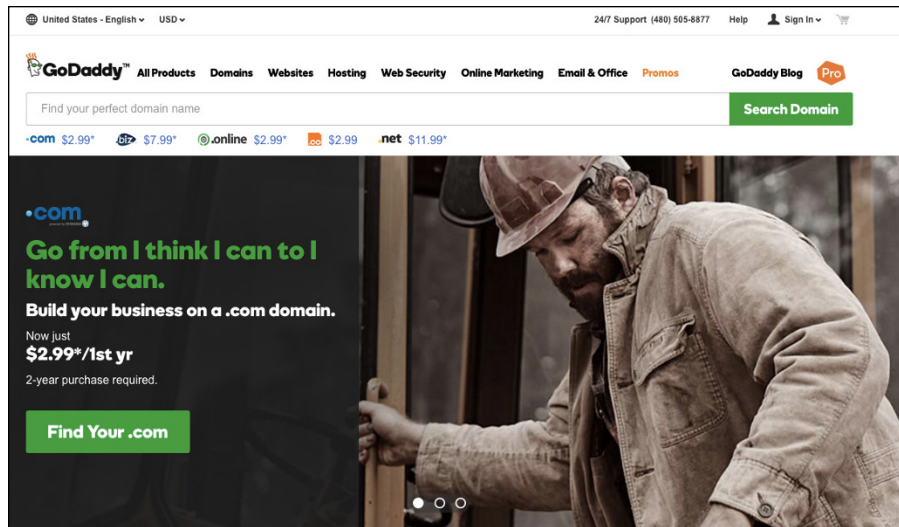 United States - English USD 24/7 Support (480) 505-8877 Help Sign In
GoDaddy™ All Products Domains Websites Hosting Web Security Online Marketing Email & Office Promos GoDaddy Blog Pro
Find your perfect domain name Search Domain
.com $2.99* .biz $7.99* .online $2.99* .co $2.99 .net $11.99*
.com
Go from I think I can to I
know I can.
Build your business on a .com domain.
Now just
$2.99*/1st yr
2-year purchase required.
Find Your .com